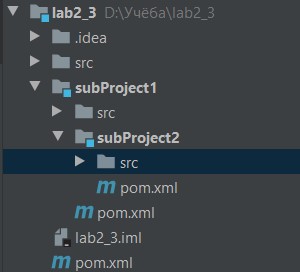 lab2_3 D:\Учёба\lab2_3
.idea
src
subProject1
src
subProject2
src
m pom.xml
m pom.xml
lab2_3.iml
m pom.xml